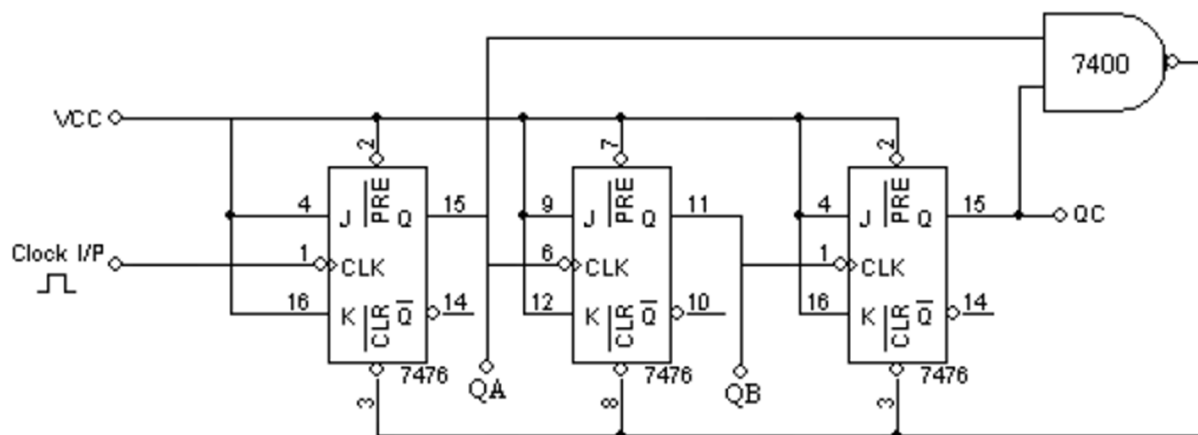 7400
VCC
2
7
2
4
J
PRE
Q
15
9
J
PRE
Q
11
4
J
PRE
Q
15
QC
Clock I/P
1
CLK
6
CLK
1
CLK
16
K
CLR
Q
14
12
K
CLR
Q
10
16
K
CLR
Q
14
7476
7476
7476
3
QA
8
QB
3